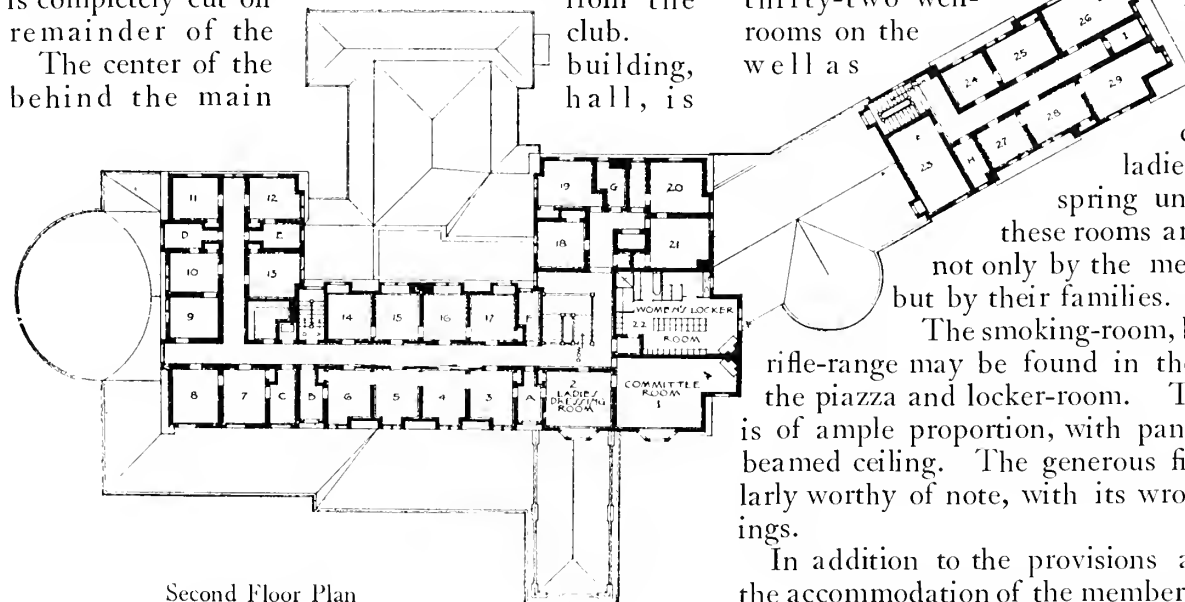 is completely cut off
remainder of the
The center of the
behind the main
from the
club.
building,
hall, is
thirty-two well-
rooms on the
well as
ladie
spring un
these rooms ar
not only by the me
but by their families.
The smoking-room,
rifle-range may be found in the
the piazza and locker-room. T
is of ample proportion, with pan
beamed ceiling. The generous fi
larly worthy of note, with its wro
ings.
In addition to the provisions a
the accommodation of the member
26
25
I
24
29
28
27
H
23
11
12
D
E
10
13
9
14
15
16
17
F
19
G
20
18
21
WOMEN'S LOCKER
22
ROOM
8
7
C
B
6
5
4
3
A
2
LADIES
DRESSING
ROOM
COMMITTEE
ROOM
1
Second Floor Plan